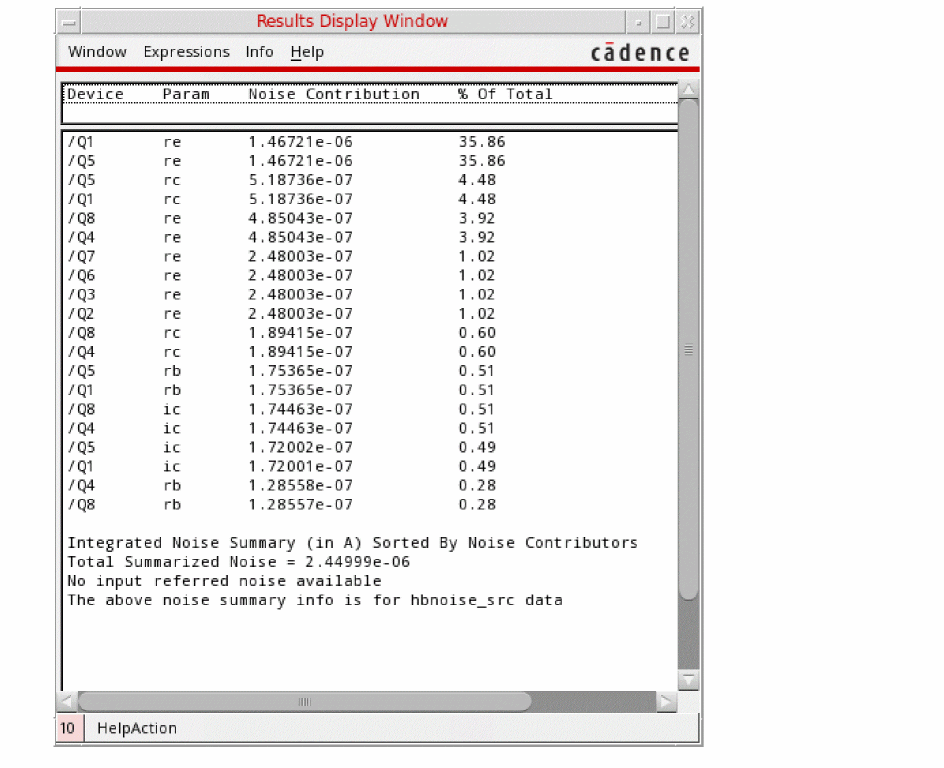 Results Display Window
Window Expressions Info Help cādence
Device Param Noise Contribution % Of Total
/Q1 re 1.46721e-06 35.86
/Q5 re 1.46721e-06 35.86
/Q5 rc 5.18736e-07 4.48
/Q1 rc 5.18736e-07 4.48
/Q8 re 4.85043e-07 3.92
/Q4 re 4.85043e-07 3.92
/Q7 re 2.48003e-07 1.02
/Q6 re 2.48003e-07 1.02
/Q3 re 2.48003e-07 1.02
/Q2 re 2.48003e-07 1.02
/Q8 rc 1.89415e-07 0.60
/Q4 rc 1.89415e-07 0.60
/Q5 rb 1.75365e-07 0.51
/Q1 rb 1.75365e-07 0.51
/Q8 ic 1.74463e-07 0.51
/Q4 ic 1.74463e-07 0.51
/Q5 ic 1.72002e-07 0.49
/Q1 ic 1.72001e-07 0.49
/Q4 rb 1.28558e-07 0.28
/Q8 rb 1.28557e-07 0.28
Integrated Noise Summary (in A) Sorted By Noise Contributors
Total Summarized Noise = 2.44999e-06
No input referred noise available
The above noise summary info is for hbnoise_src data
10 HelpAction